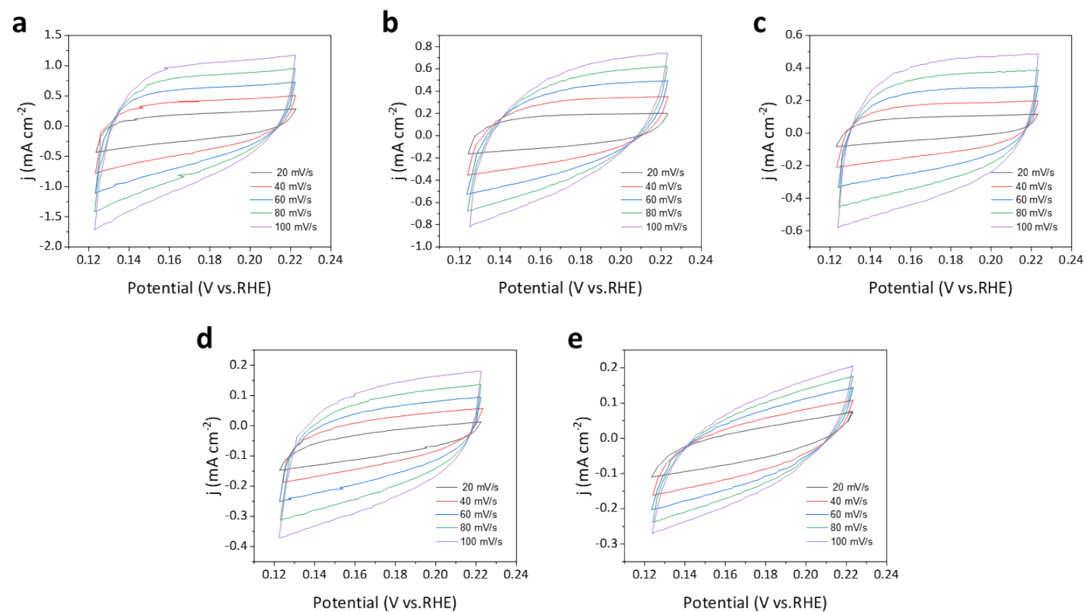 a
1.5
1.0
0.5
0.0
-0.5
-1.0
-1.5
-2.0
j (mA cm-2)
20 mV/s
40 mV/s
60 mV/s
80 mV/s
100 mV/s
0.12 0.14 0.16 0.18 0.20 0.22 0.24
Potential (V vs.RHE)
b
0.8
0.6
0.4
0.2
0.0
-0.2
-0.4
-0.6
-0.8
-1.0
j (mA cm-2)
20 mV/s
40 mV/s
60 mV/s
80 mV/s
100 mV/s
0.12 0.14 0.16 0.18 0.20 0.22 0.24
Potential (V vs.RHE)
c
0.6
0.4
0.2
0.0
-0.2
-0.4
-0.6
j (mA cm-2)
20 mV/s
40 mV/s
60 mV/s
80 mV/s
100 mV/s
0.12 0.14 0.16 0.18 0.20 0.22 0.24
Potential (V vs.RHE)
d
0.2
0.1
0.0
-0.1
-0.2
-0.3
-0.4
j (mA cm-2)
20 mV/s
40 mV/s
60 mV/s
80 mV/s
100 mV/s
0.12 0.14 0.16 0.18 0.20 0.22 0.24
Potential (V vs.RHE)
e
0.2
0.1
0.0
-0.1
-0.2
-0.3
j (mA cm-2)
20 mV/s
40 mV/s
60 mV/s
80 mV/s
100 mV/s
0.12 0.14 0.16 0.18 0.20 0.22 0.24
Potential (V vs.RHE)